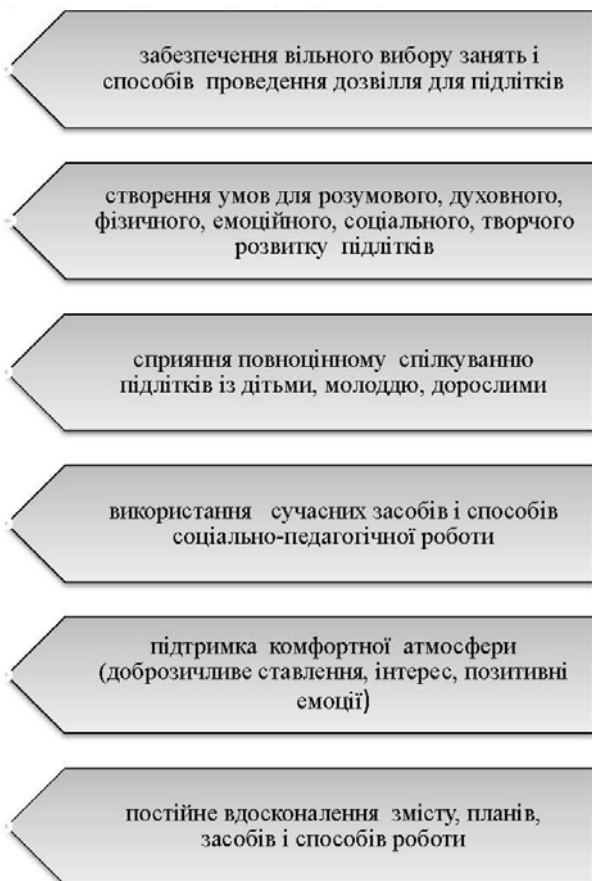 забезпечення вільного вибору занять і
способів проведення дозвілля для підлітків
створення умов для розумового, духовного,
фізичного, емоційного, соціального, творчого
розвитку підлітків
сприяння повноцінному спілкуванню
підлітків із дітьми, молоддю, дорослими
використання сучасних засобів і способів
соціально-педагогічної роботи
підтримка комфортної атмосфери
(доброзичливе ставлення, інтерес, позитивні
емоції)
постійне вдосконалення змісту, планів,
засобів і способів роботи